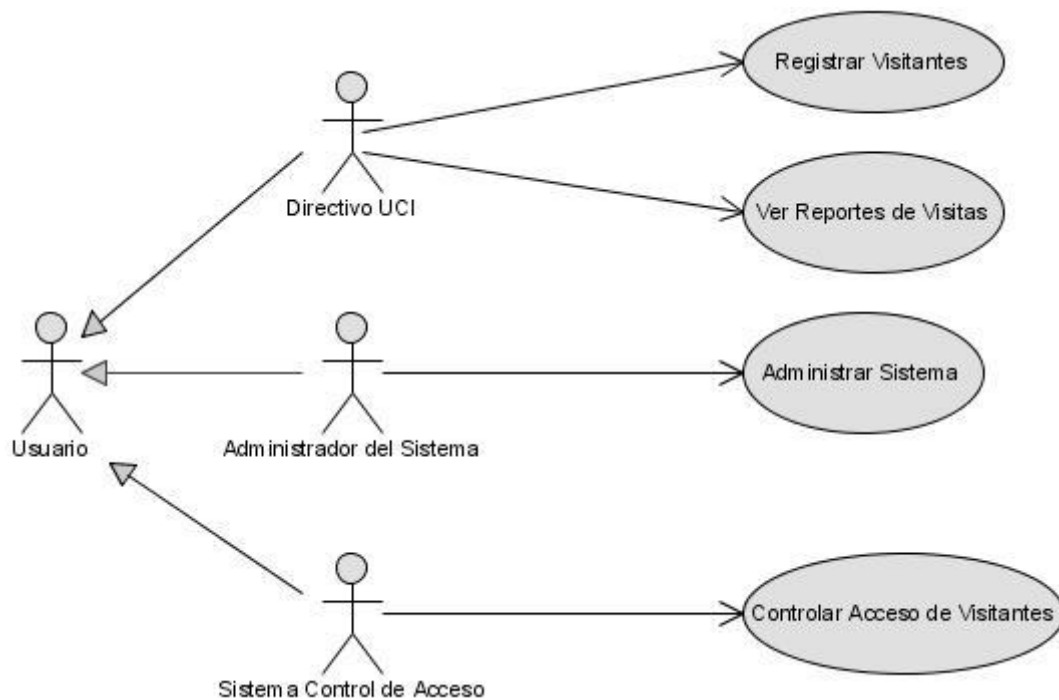 Registrar Visitantes
Directivo UCI
Ver Reportes de Visitas
Administrar Sistema
Usuario
Administrador del Sistema
Controlar Acceso de Visitantes
Sistema Control de Acceso